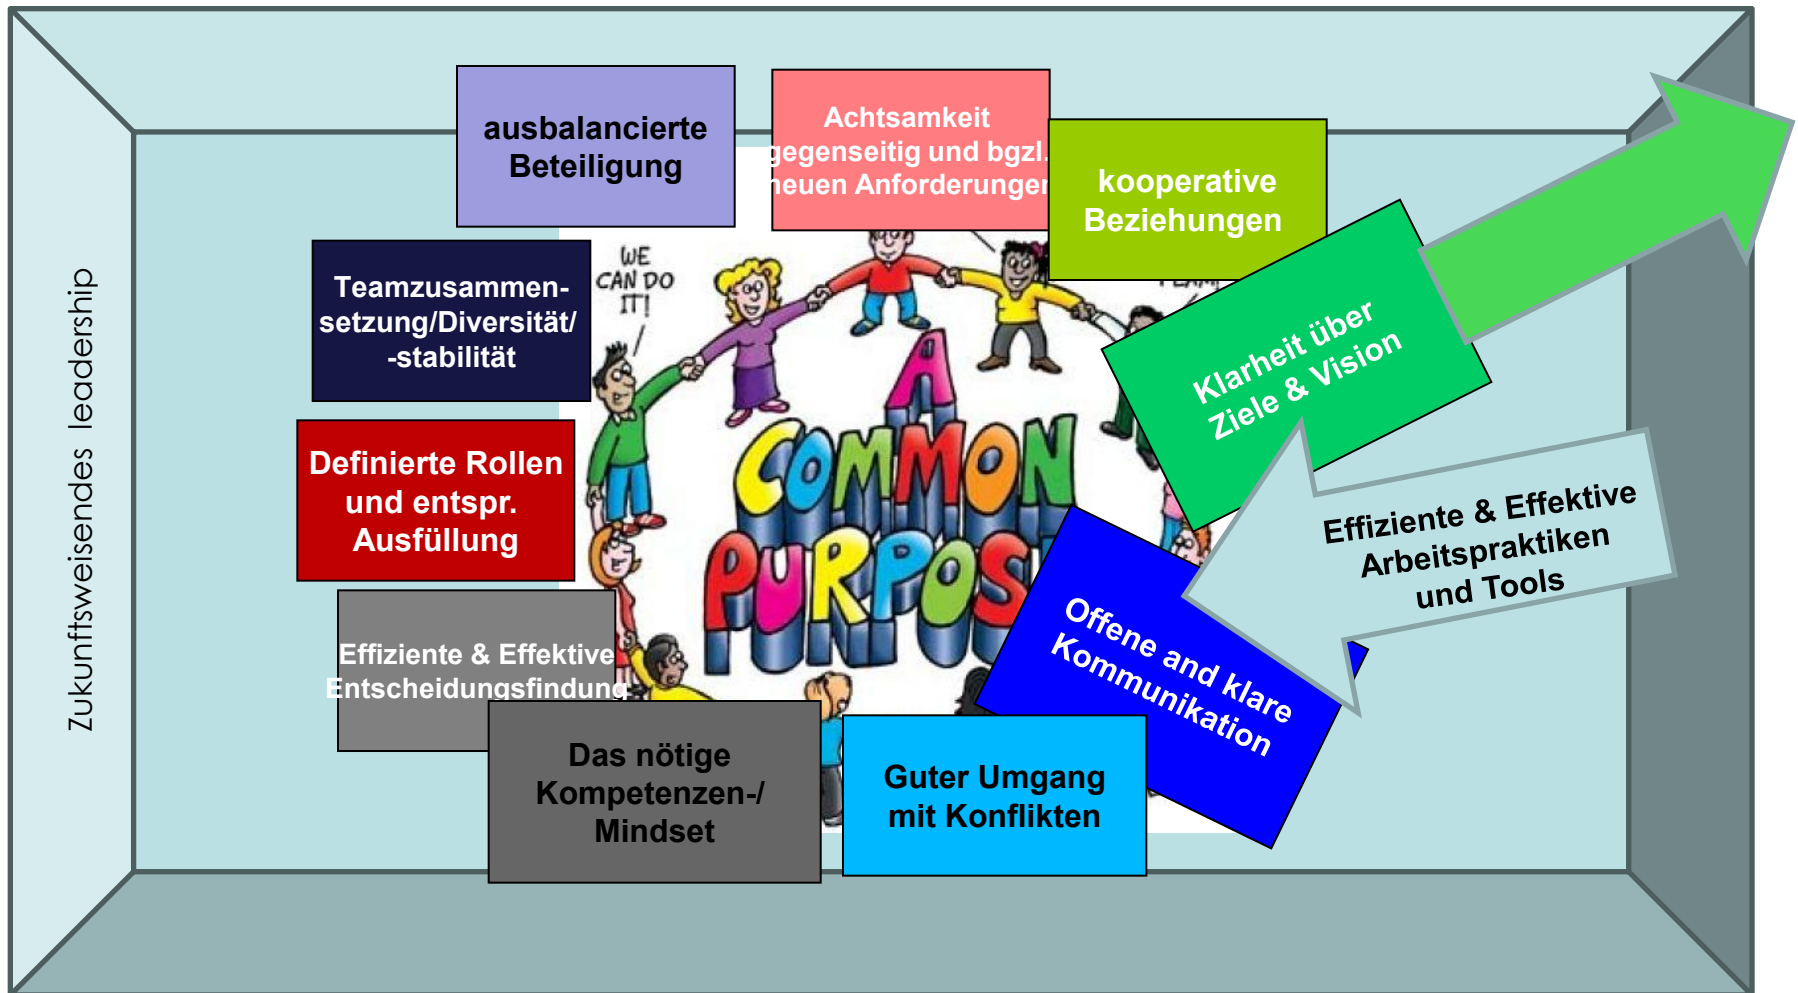 Zukunftsweisendes leadership
ausbalancierte
Beteiligung
Achtsamkeit
gegenseitig und bgzl.
neuen Anforderungen
kooperative
Beziehungen
Klarheit über
Ziele & Vision
Effiziente & Effektive
Arbeitspraktiken
und Tools
Offene and klare
Kommunikation
Guter Umgang
mit Konflikten
Das nötige
Kompetenzen-/
Mindset
Effiziente & Effektive
Entscheidungsfindung
Definierte Rollen
und entspr.
Ausfüllung
Teamzusammen-
setzung/Diversität/
-stabilität
WE
CAN DO
IT!
A
COMMON
PURPOS